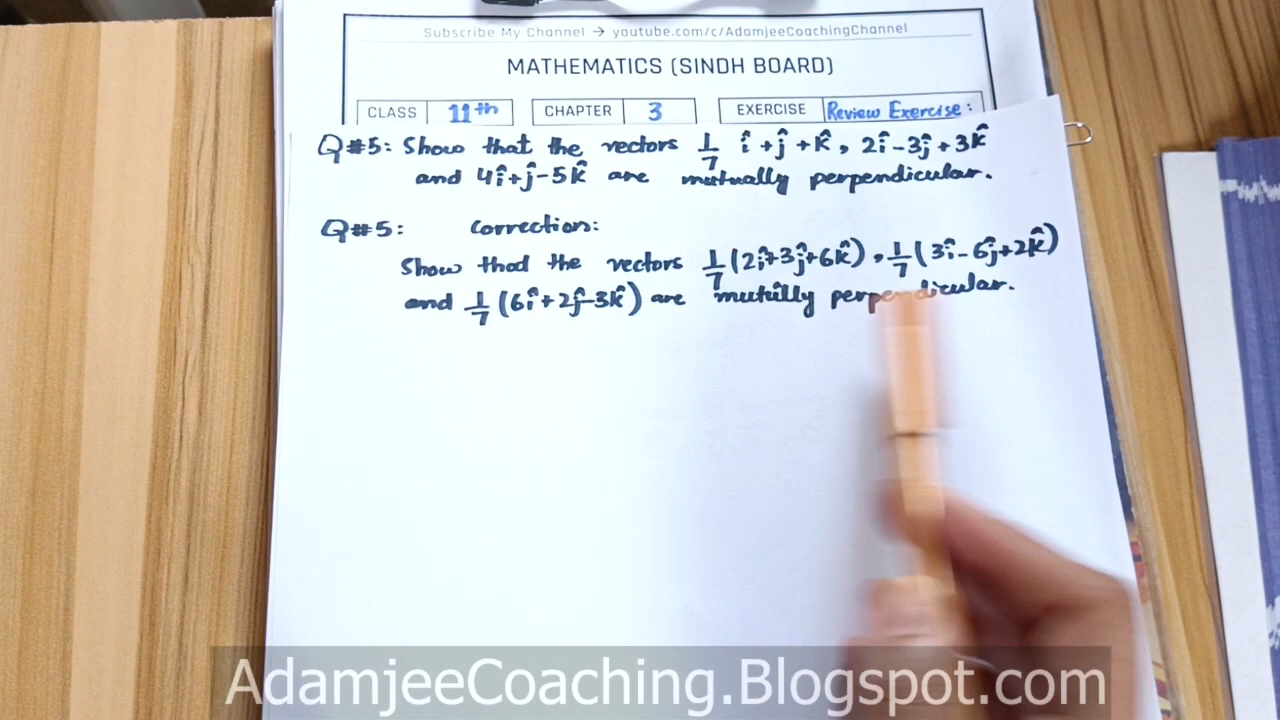 Subscribe My Channel → youtube.com/c/AdamjeeCoachingChannel
MATHEMATICS (SINDH BOARD)
CLASS 11th CHAPTER 3 EXERCISE Review Exercise:
Q#5: Show that the vectors 1/7 î+ĵ+k̂, 2î-3ĵ+3k̂
and 4î+ĵ-5k̂ are mutually perpendicular.
Q#5: Correction:
Show that the vectors 1/7(2î+3ĵ+6k̂), 1/7(3î-6ĵ+2k̂)
and 1/7(6î+2ĵ-3k̂) are mutully perpendicular.
AdamjeeCoaching.Blogspot.com